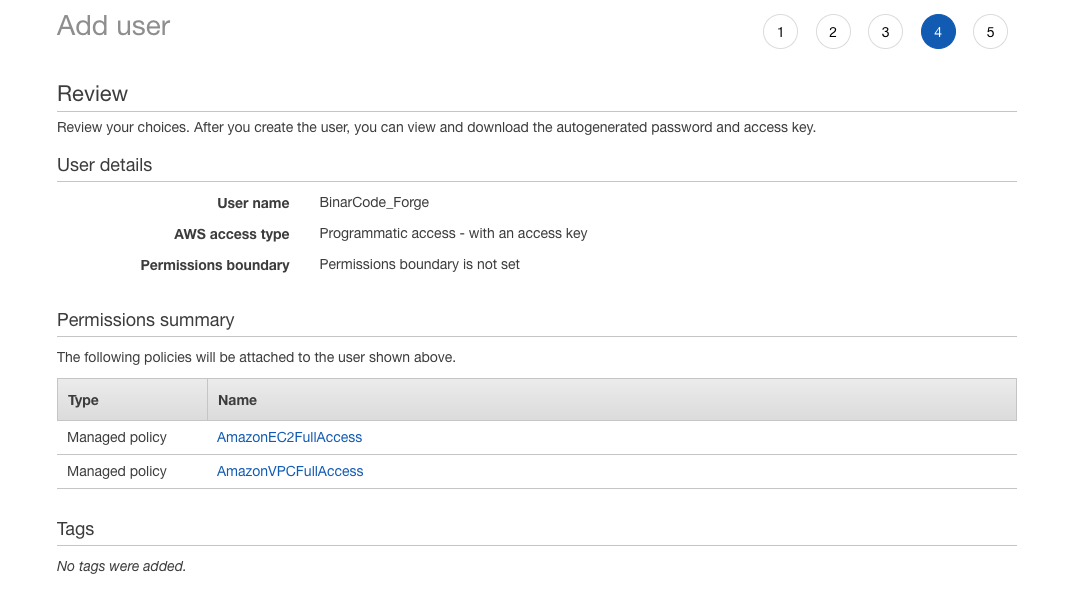 Add user
1 2 3 4 5
Review
Review your choices. After you create the user, you can view and download the autogenerated password and access key.
User details
User name BinarCode_Forge
AWS access type Programmatic access - with an access key
Permissions boundary Permissions boundary is not set
Permissions summary
The following policies will be attached to the user shown above.
Type Name
Managed policy AmazonEC2FullAccess
Managed policy AmazonVPCFullAccess
Tags
No tags were added.